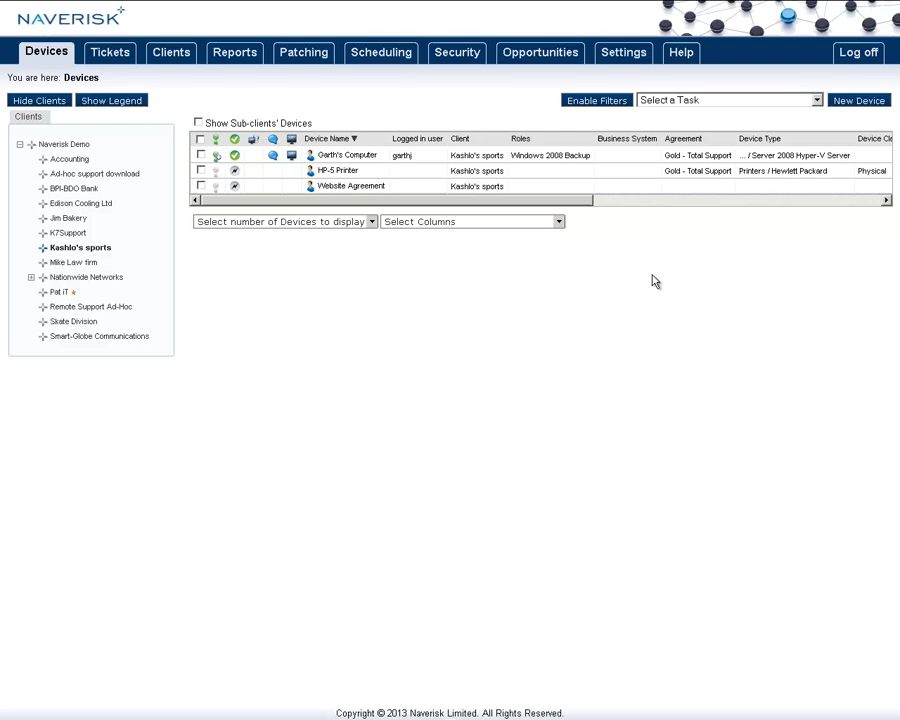 NAVERISK
Devices Tickets Clients Reports Patching Scheduling Security Opportunities Settings Help Log off
You are here: Devices
Hide Clients Show Legend Enable Filters Select a Task New Device
Clients
Show Sub-clients' Devices
Device Name Logged in user Client Roles Business System Agreement Device Type Device Cl
Garth's Computer garthj Kashlo's sports Windows 2008 Backup Gold - Total Support ... / Server 2008 Hyper-V Server
HP-5 Printer Kashlo's sports Gold - Total Support Printers / Hewlett Packard Physical
Website Agreement Kashlo's sports
Select number of Devices to display Select Columns
Naverisk Demo
Accounting
Ad-hoc support download
BPI-BDO Bank
Edison Cooling Ltd
Jim Bakery
K7Support
Kashlo's sports
Mike Law firm
Nationwide Networks
Pat iT
Remote Support Ad-Hoc
Skate Division
Smart-Globe Communications
Copyright © 2013 Naverisk Limited. All Rights Reserved.